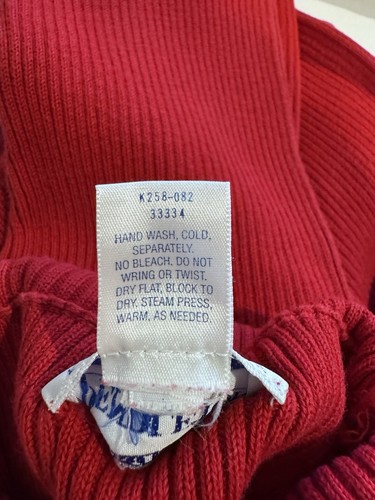 K258-082
33334
HAND WASH, COLD,
SEPARATELY.
NO BLEACH. DO NOT
WRING OR TWIST.
DRY FLAT, BLOCK TO
DRY. STEAM PRESS,
WARM, AS NEEDED.